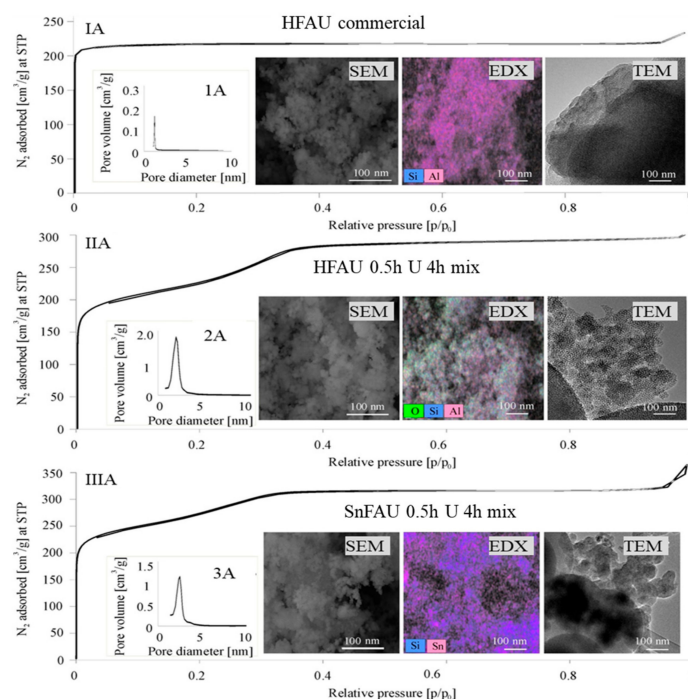 HFAU commercial
IA
N₂ adsorbed [cm³/g] at STP
250
200
150
100
50
0
0
0.2
0.4
0.6
0.8
Relative pressure [p/p₀]
1A
Pore volume [cm³/g]
0.3
0.2
0.1
0
0
5
10
Pore diameter [nm]
SEM
100 nm
EDX
Si
Al
100 nm
TEM
100 nm
IIA
HFAU 0.5h U 4h mix
N₂ adsorbed [cm³/g] at STP
300
250
200
150
100
50
0
0
0.2
0.4
0.6
0.8
Relative pressure [p/p₀]
2A
Pore volume [cm³/g]
2.0
1.0
0
0
5
10
Pore diameter [nm]
SEM
100 nm
EDX
O
Si
Al
100 nm
TEM
100 nm
IIIA
SnFAU 0.5h U 4h mix
N₂ adsorbed [cm³/g] at STP
350
300
250
200
150
100
50
0
0
0.2
0.4
0.6
0.8
Relative pressure [p/p₀]
3A
Pore volume [cm³/g]
1.5
1.0
0.5
0
0
5
10
Pore diameter [nm]
SEM
100 nm
EDX
Si
Sn
100 nm
TEM
100 nm